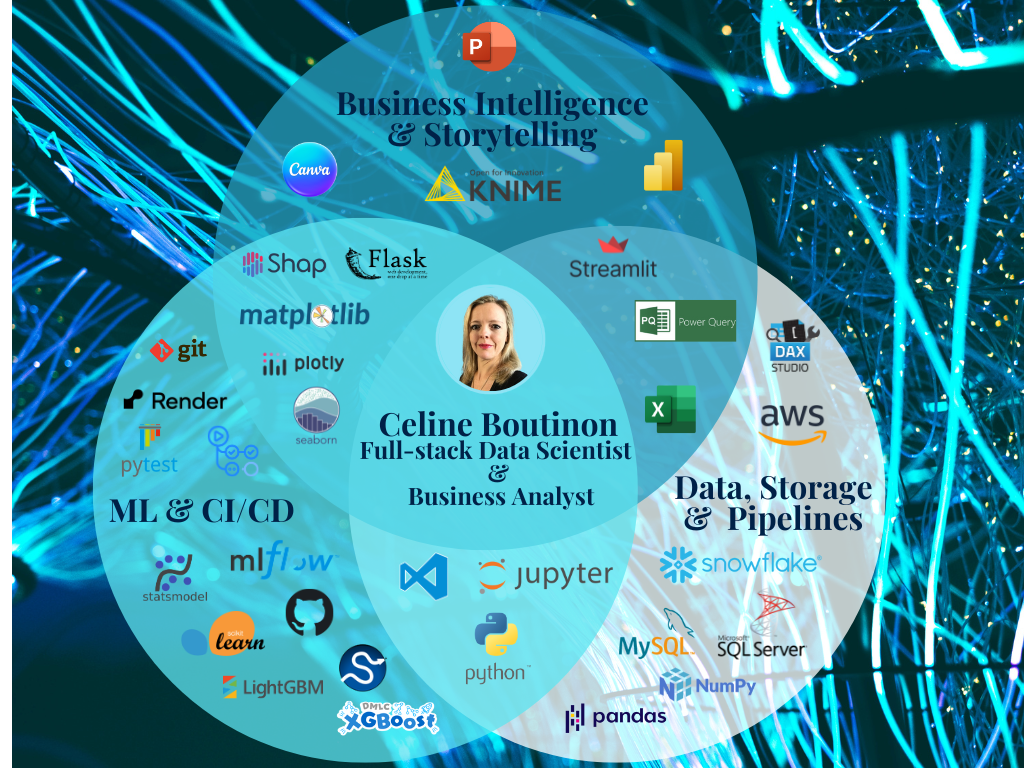 P
Business Intelligence
& Storytelling
Canva
Open for Innovation
KNIME
Shap
Flask
web development,
one drop at a time
matplotlib
Streamlit
PQ
Power Query
git
plotly
DAX
STUDIO
Render
seaborn
X
aws
pytest
Celine Boutinon
Full-stack Data Scientist
&
Business Analyst
ML & CI/CD
Data, Storage
& Pipelines
statsmodel
mlflow
jupyter
snowflake
scikit
learn
python
MySQL
Microsoft
SQL Server
LightGBM
NumPy
DMLC
XGBoost
pandas